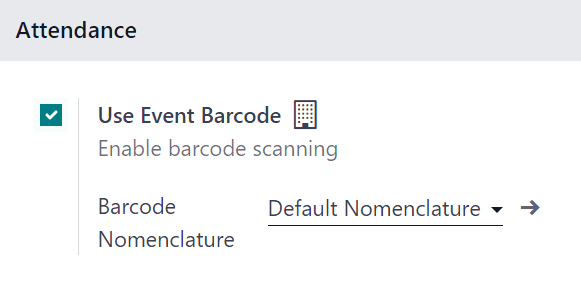 Attendance
Use Event Barcode
Enable barcode scanning
Barcode
Nomenclature
Default Nomenclature